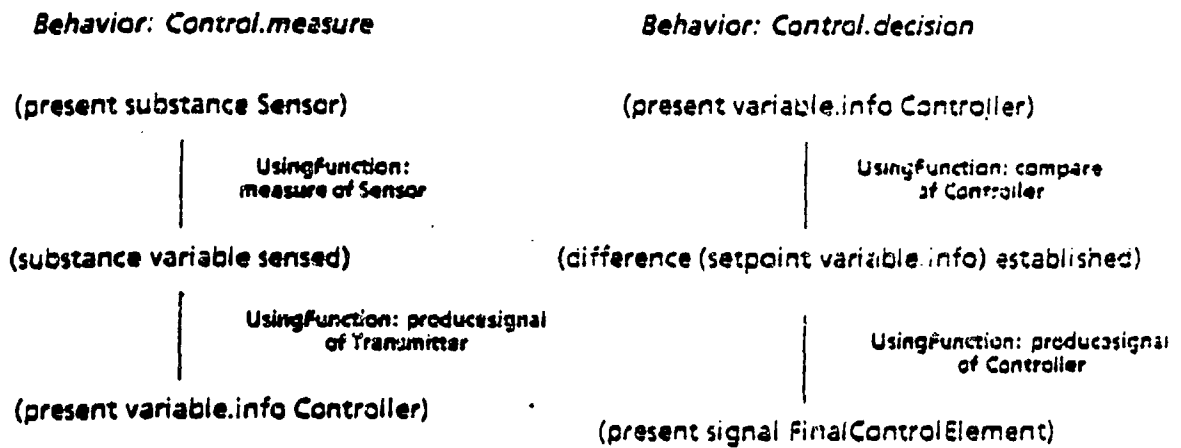 Behavior: Control.measure
(present substance Sensor)
UsingFunction:
measure of Sensor
(substance variable sensed)
UsingFunction: producesignal
of Transmitter
(present variable.info Controller)
Behavior: Control.decision
(present variable.info Controller)
UsingFunction: compare
of Controller
(difference (setpoint variable.info) established)
UsingFunction: producesignal
of Controller
(present signal FinalControlElement)